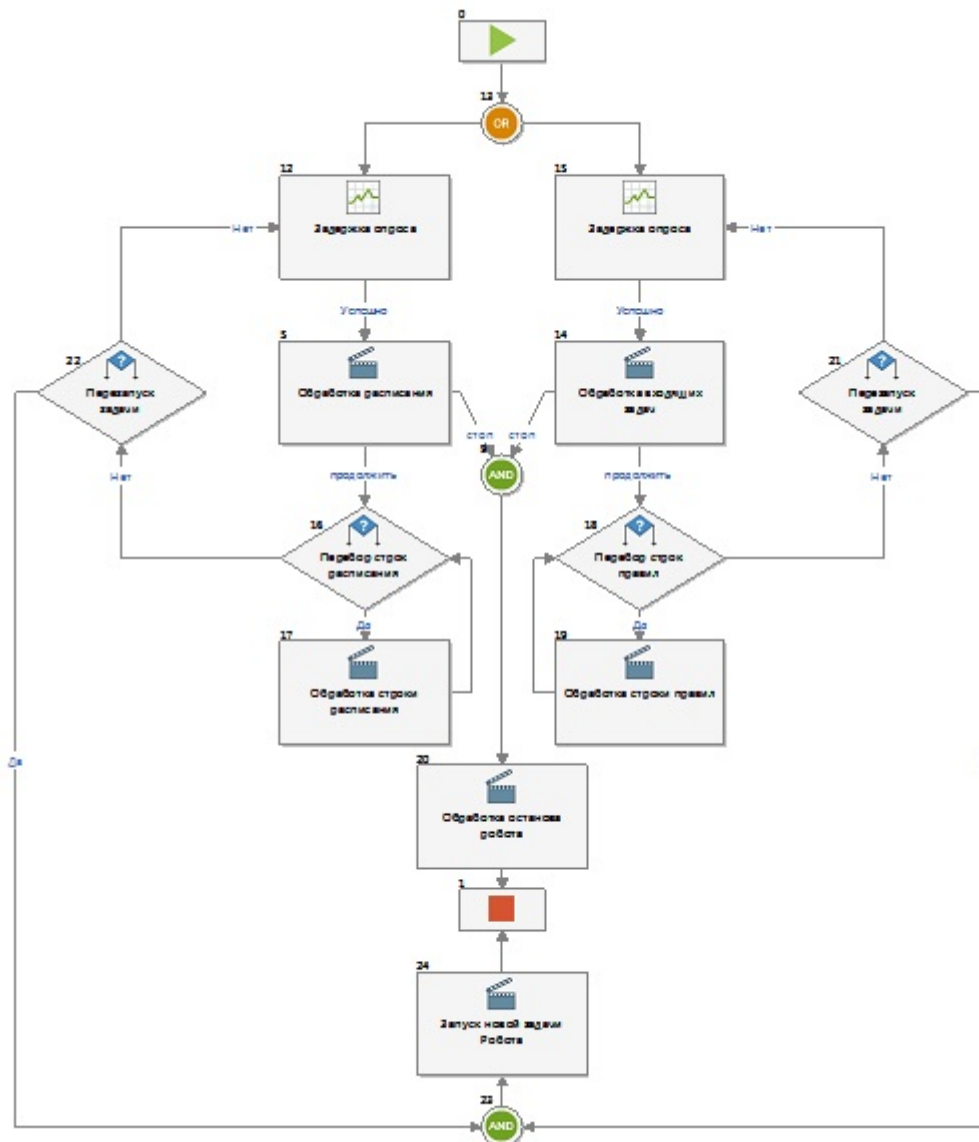 0
13
OR
12
15
Задержка опроса
Задержка опроса
Нет
Нет
Успешно
Успешно
5
14
22
21
Перезапуск
задачи
Обработка расписания
Обработка входящих
задач
Перезапуск
задачи
стоп
стоп
9
AND
Нет
продолжить
продолжить
Нет
16
18
Перебор строк
расписания
Перебор строк
правил
Да
Да
17
19
Обработка строки
расписания
Обработка строки правил
Да
20
Обработка останова
робота
1
24
Запуск новой задачи
Робота
23
AND